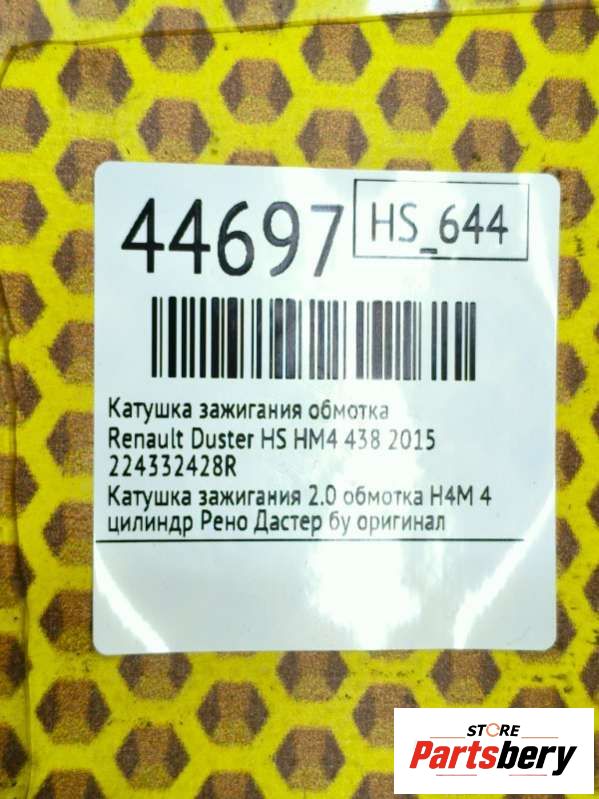 44697
HS_644
Катушка зажигания обмотка
Renault Duster HS HM4 438 2015
224332428R
Катушка зажигания 2.0 обмотка H4M 4
цилиндр Рено Дастер бу оригинал
STORE
Partsbery